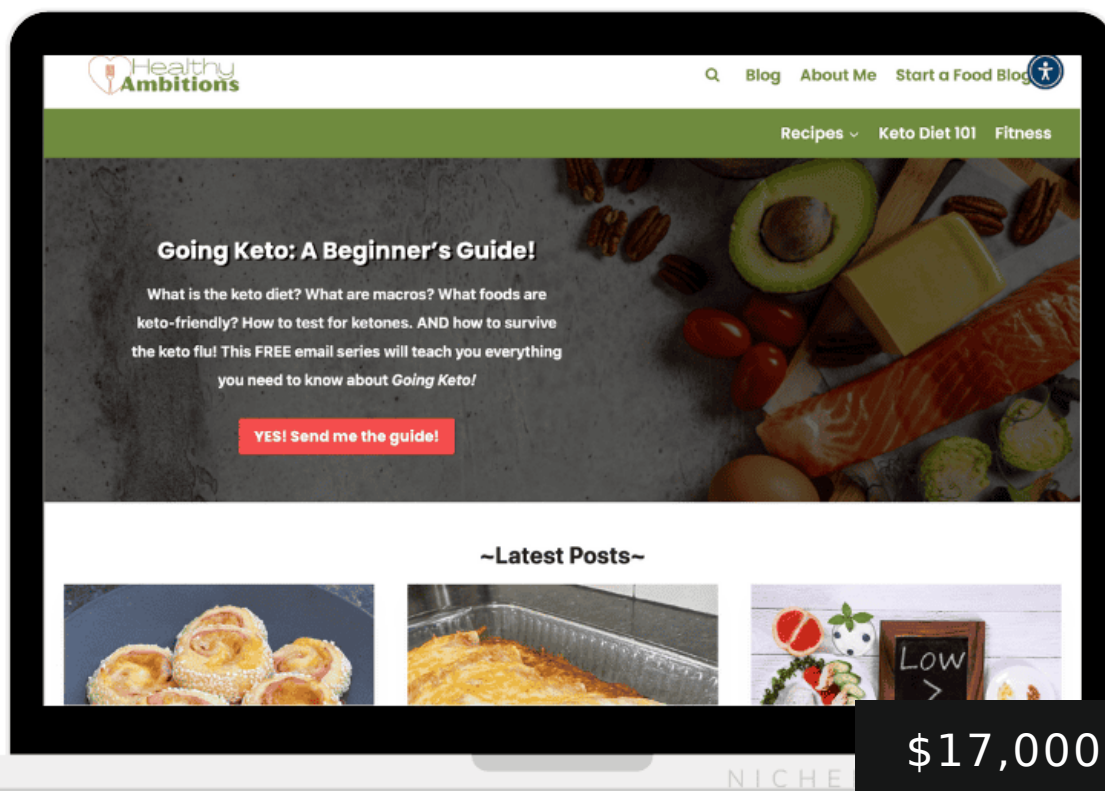 Healthy
Ambitions
Blog About Me Start a Food Blog
Recipes Keto Diet 101 Fitness
Going Keto: A Beginner's Guide!
What is the keto diet? What are macros? What foods are
keto-friendly? How to test for ketones. AND how to survive
the keto flu! This FREE email series will teach you everything
you need to know about Going Keto!
YES! Send me the guide!
~Latest Posts~
Low
>
$17,000